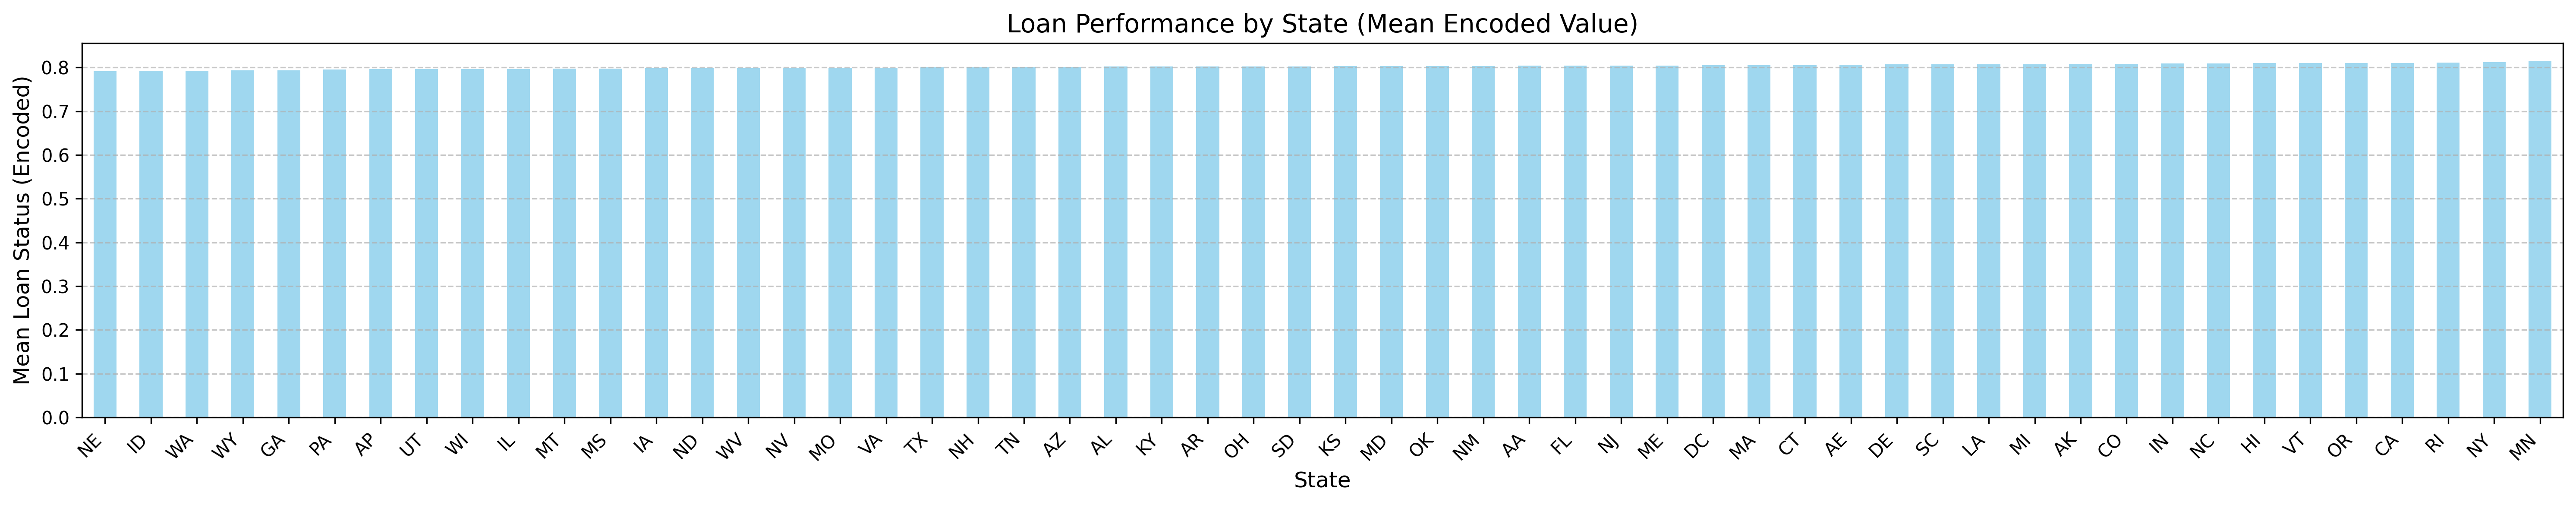 Loan Performance by State (Mean Encoded Value)
Mean Loan Status (Encoded)
0.8
0.7
0.6
0.5
0.4
0.3
0.2
0.1
0.0
NE ID WA WY GA PA AP UT WI IL MT MS IA ND WV NV MO VA TX NH TN AZ AL KY AR OH SD KS MD OK NM AA FL NJ ME DC MA CT AE DE SC LA MI AK CO IN NC HI VT OR CA RI NY MN
State